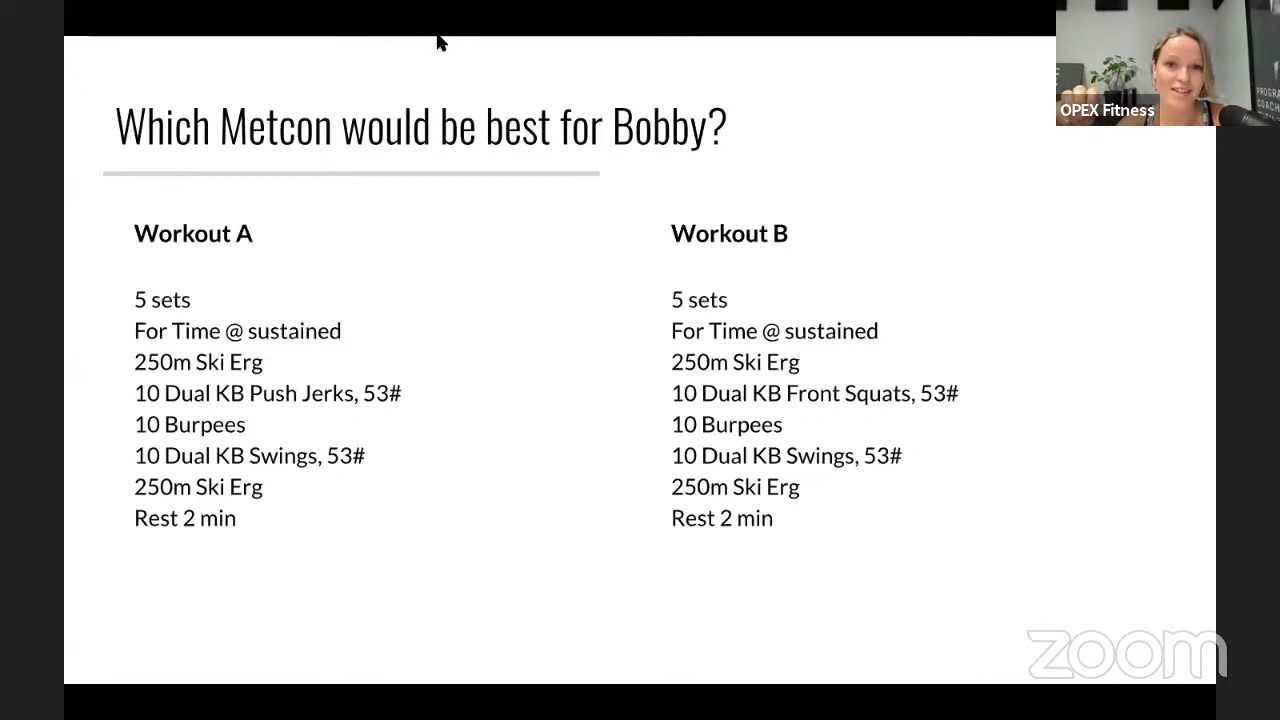 Which Metcon would be best for Bobby?
Workout A
5 sets
For Time @ sustained
250m Ski Erg
10 Dual KB Push Jerks, 53#
10 Burpees
10 Dual KB Swings, 53#
250m Ski Erg
Rest 2 min
Workout B
5 sets
For Time @ sustained
250m Ski Erg
10 Dual KB Front Squats, 53#
10 Burpees
10 Dual KB Swings, 53#
250m Ski Erg
Rest 2 min
OPEX Fitness
zoom